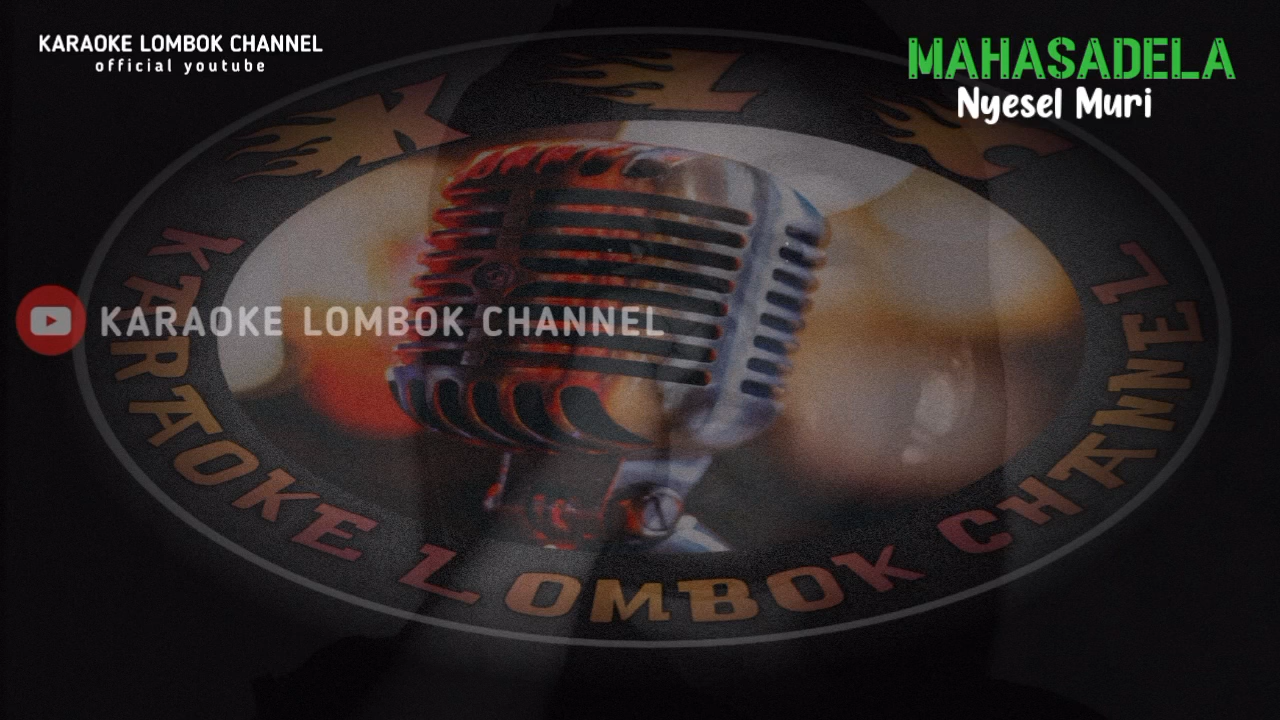 KARAOKE LOMBOK CHANNEL
official youtube
MAHASADELA
Nyesel Muri
K L C
KARAOKE LOMBOK CHANNEL
KARAOKE LOMBOK CHANNEL